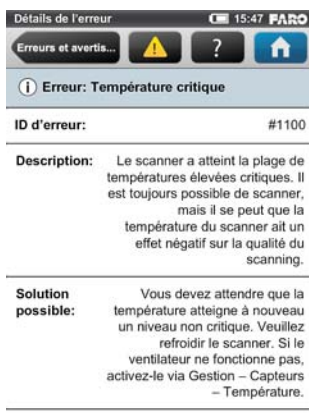 Détails de l'erreur 15:47 FARO
Erreurs et avertis... ?
Erreur: Température critique
ID d'erreur: #1100
Description: Le scanner a atteint la plage de
températures élevées critiques. Il
est toujours possible de scanner,
mais il se peut que la
température du scanner ait un
effet négatif sur la qualité du
scanning.
Solution Vous devez attendre que la
possible: température atteigne à nouveau
un niveau non critique. Veuillez
refroidir le scanner. Si le
ventilateur ne fonctionne pas,
activez-le via Gestion – Capteurs
– Température.